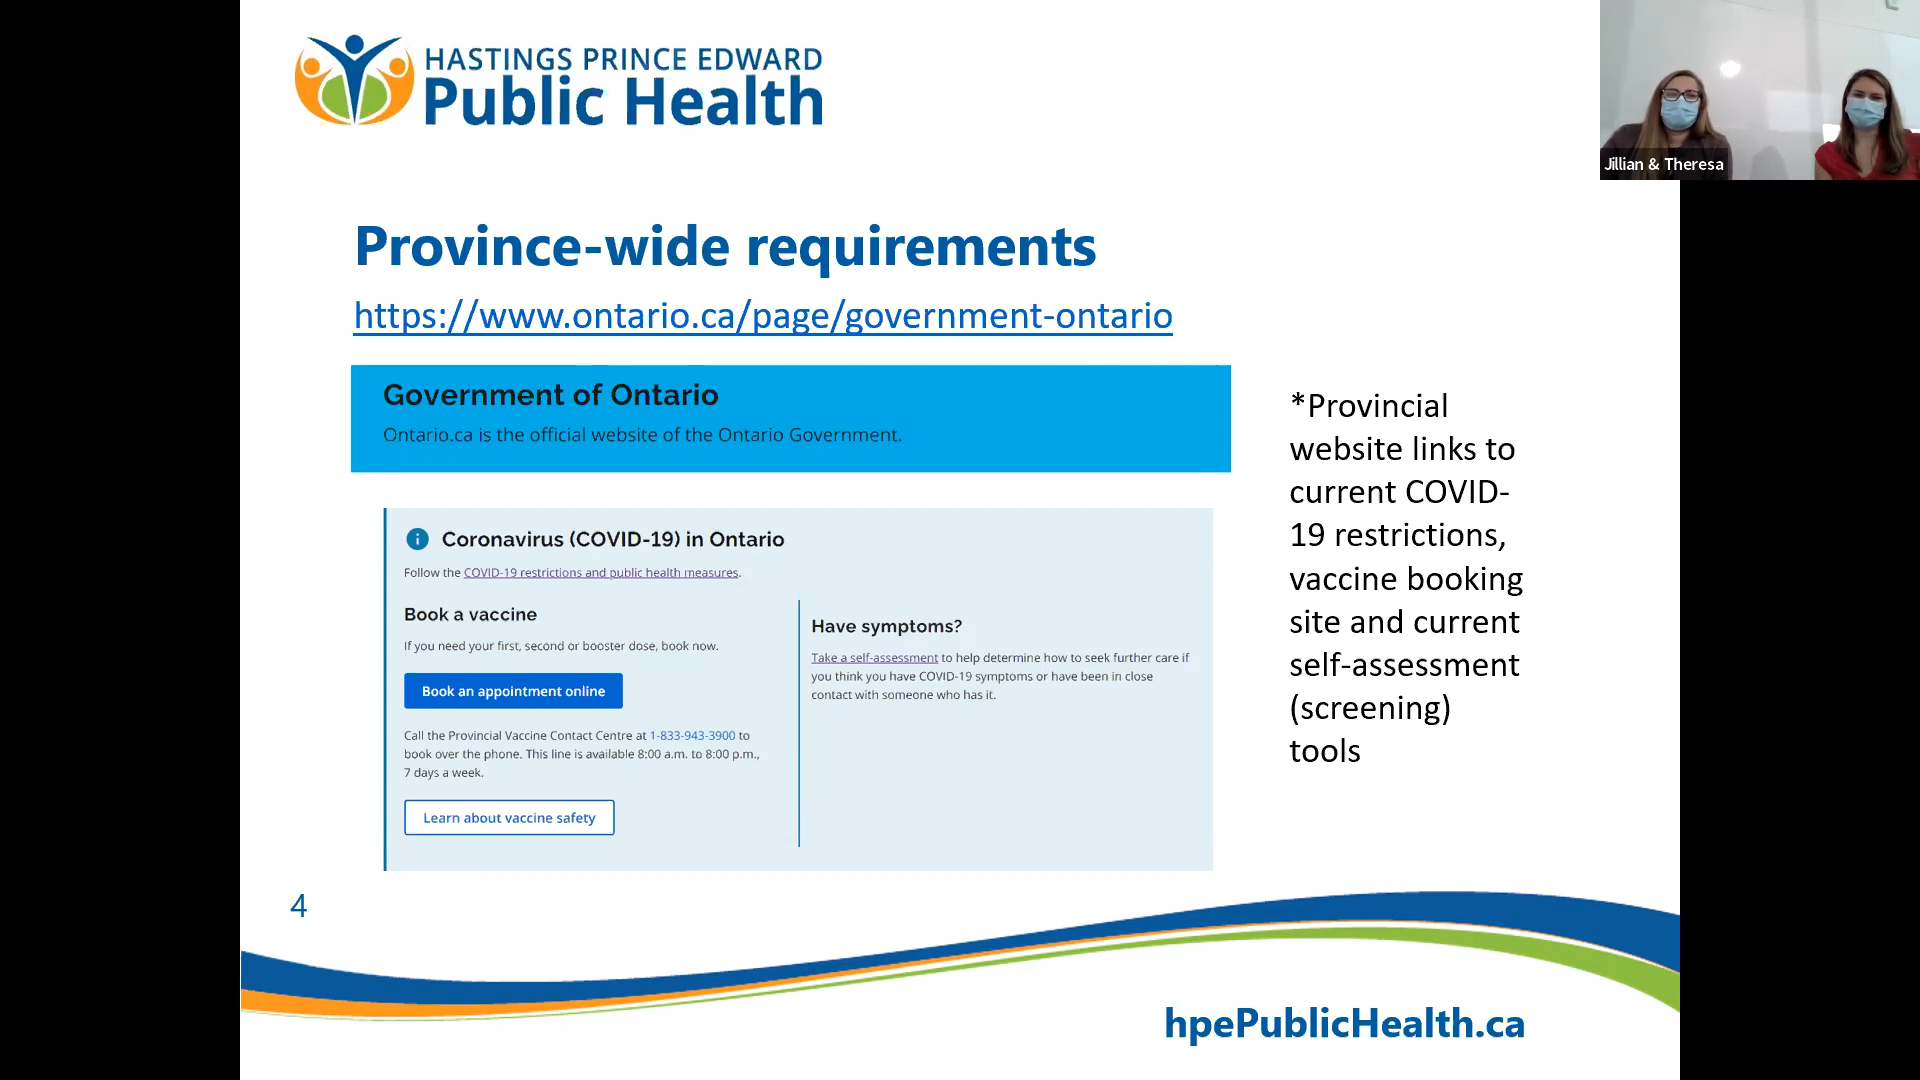 HASTINGS PRINCE EDWARD
Public Health
Jillian & Theresa
Province-wide requirements
https://www.ontario.ca/page/government-ontario
Government of Ontario
Ontario.ca is the official website of the Ontario Government.
Coronavirus (COVID-19) in Ontario
Follow the COVID-19 restrictions and public health measures.
Book a vaccine
If you need your first, second or booster dose, book now.
Book an appointment online
Call the Provincial Vaccine Contact Centre at 1-833-943-3900 to
book over the phone. This line is available 8:00 a.m. to 8:00 p.m.,
7 days a week.
Learn about vaccine safety
Have symptoms?
Take a self-assessment to help determine how to seek further care if
you think you have COVID-19 symptoms or have been in close
contact with someone who has it.
*Provincial
website links to
current COVID-
19 restrictions,
vaccine booking
site and current
self-assessment
(screening)
tools
4
hpePublicHealth.ca